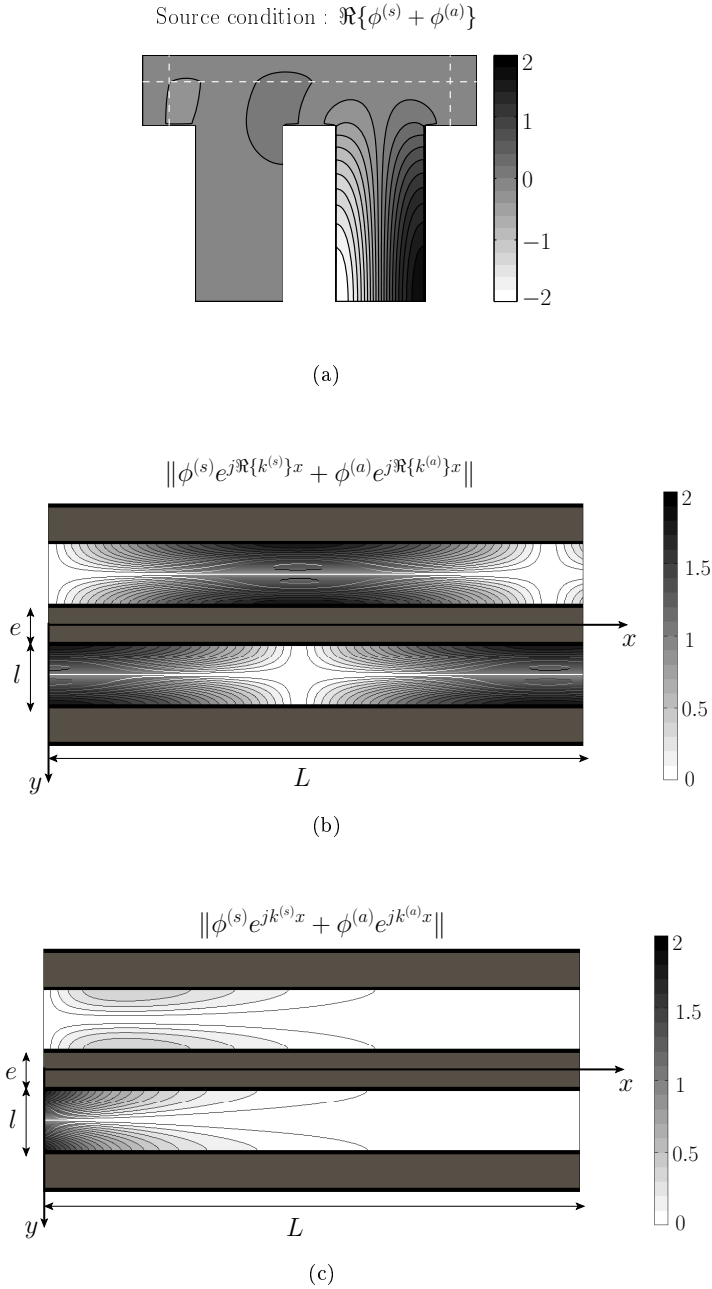 Source condition : ℜ{ϕ^(s) + ϕ^(a)}
2
1
0
−1
−2
(a)
‖ϕ^(s)e^{jℜ{k^(s)}x} + ϕ^(a)e^{jℜ{k^(a)}x}‖
2
1.5
1
0.5
0
e
l
x
y
L
(b)
‖ϕ^(s)e^{jk^(s)x} + ϕ^(a)e^{jk^(a)x}‖
2
1.5
1
0.5
0
e
l
x
y
L
(c)